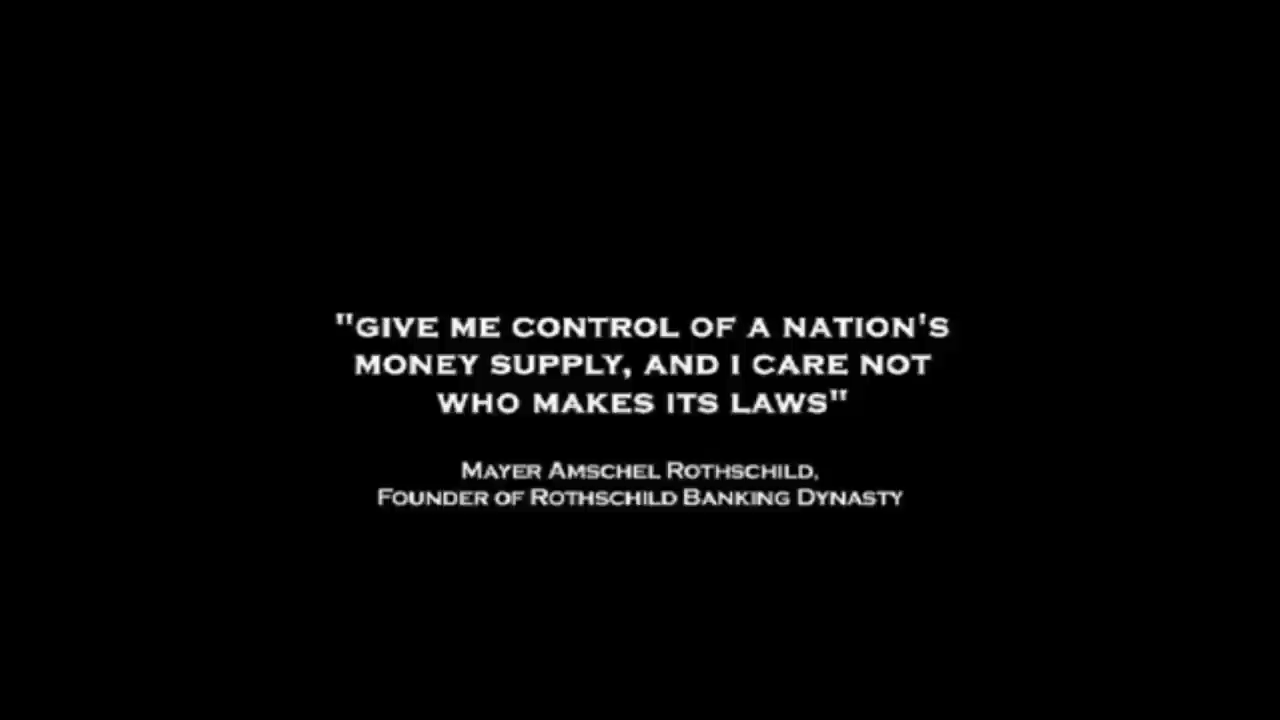 "GIVE ME CONTROL OF A NATION'S
MONEY SUPPLY, AND I CARE NOT
WHO MAKES ITS LAWS"
MAYER AMSCHEL ROTHSCHILD,
FOUNDER OF ROTHSCHILD BANKING DYNASTY